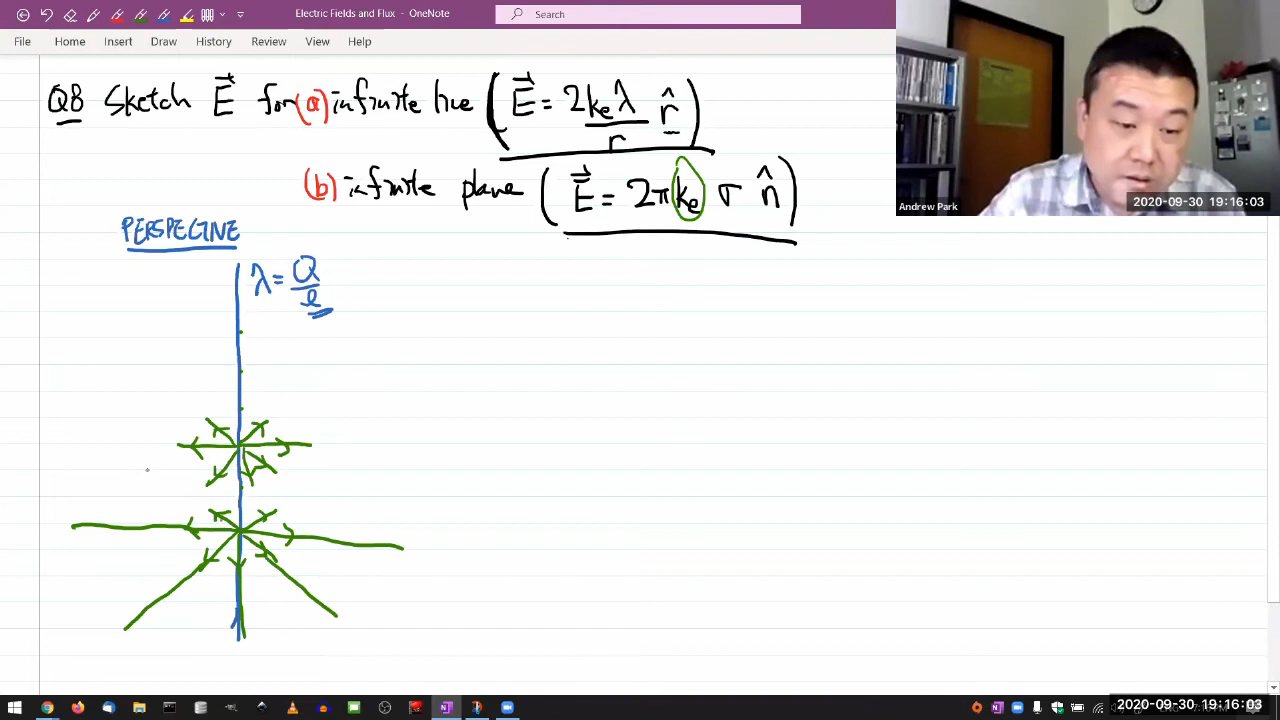 Electric Fields and Flux - OneNote
Search
File Home Insert Draw History Review View Help
Q8 Sketch E⃗ for (a) infinite line ( E⃗ = 2kₑλ/r r̂ )
(b) infinite plane ( E⃗ = 2πkₑ σ n̂ )
PERSPECTIVE
λ = Q/ℓ
Andrew Park
2020-09-30 19:16:03
2020-09-30 19:16:03